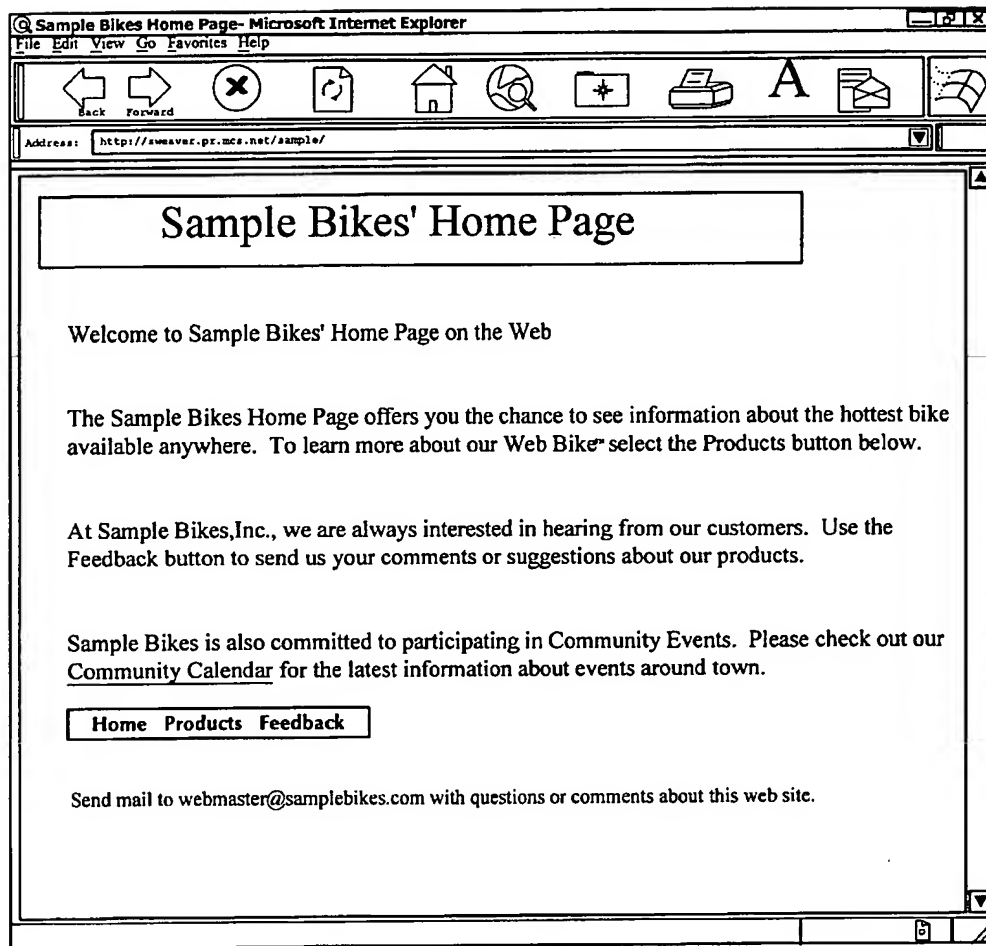 Sample Bikes Home Page- Microsoft Internet Explorer
File Edit View Go Favorites Help
Back Forward
A
Address: http://sweaver.pr.mcs.net/sample/
Sample Bikes' Home Page
Welcome to Sample Bikes' Home Page on the Web
The Sample Bikes Home Page offers you the chance to see information about the hottest bike
available anywhere. To learn more about our Web Bike select the Products button below.
At Sample Bikes,Inc., we are always interested in hearing from our customers. Use the
Feedback button to send us your comments or suggestions about our products.
Sample Bikes is also committed to participating in Community Events. Please check out our
Community Calendar for the latest information about events around town.
Home Products Feedback
Send mail to webmaster@samplebikes.com with questions or comments about this web site.